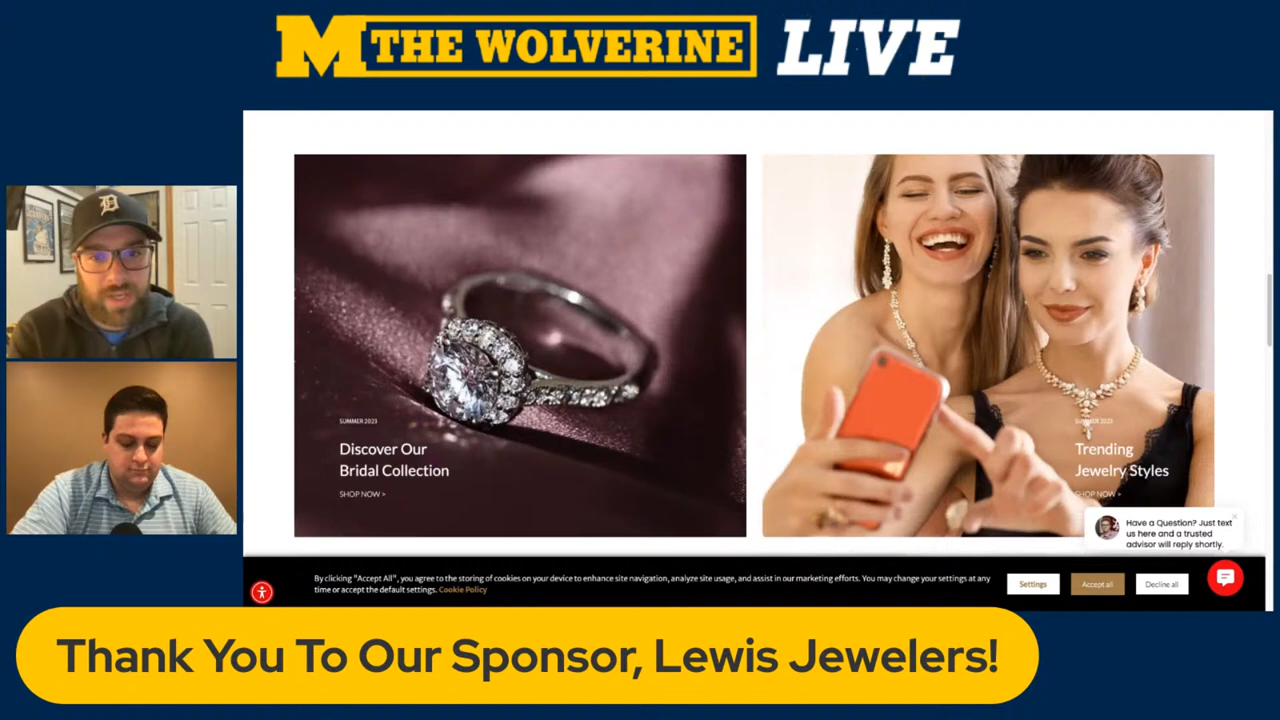 M THE WOLVERINE LIVE
D
SUMMER 2023
Discover Our
Bridal Collection
SHOP NOW >
SUMMER 2023
Trending
Jewelry Styles
SHOP NOW >
Have a Question? Just text
us here and a trusted
advisor will reply shortly.
By clicking "Accept All", you agree to the storing of cookies on your device to enhance site navigation, analyze site usage, and assist in our marketing efforts. You may change your settings at any
time or accept the default settings. Cookie Policy
Settings
Accept all
Decline all
Thank You To Our Sponsor, Lewis Jewelers!